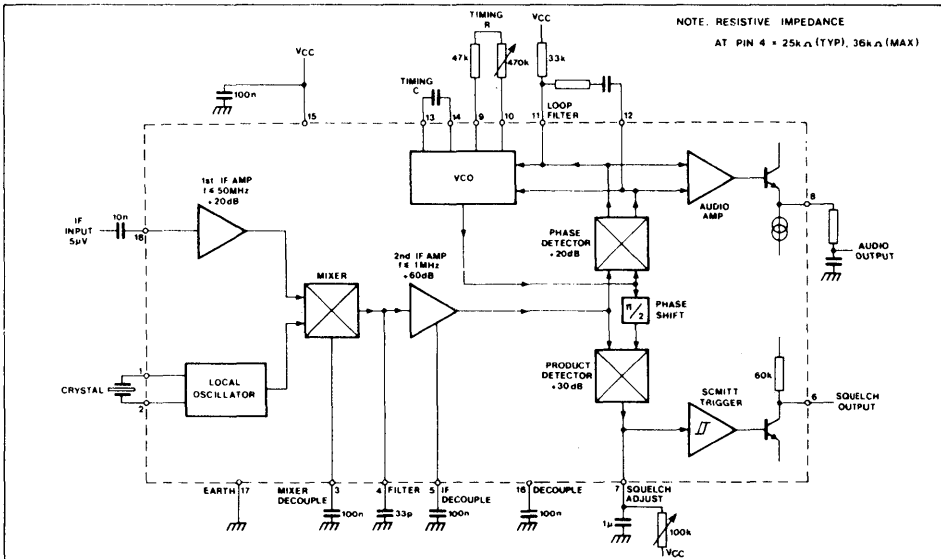 NOTE. RESISTIVE IMPEDANCE
AT PIN 4 = 25kΩ (TYP), 36kΩ (MAX)
VCC
100n
15
TIMING
R
47k
470k
VCC
33k
TIMING
C
13
14
9
10
11
LOOP
FILTER
12
VCO
1st IF AMP
f≤50MHz
+20dB
IF
INPUT
5µV
10n
18
MIXER
2nd IF AMP
f≤1MHz
+60dB
PHASE
DETECTOR
+20dB
AUDIO
AMP
8
AUDIO
OUTPUT
π/2
PHASE
SHIFT
PRODUCT
DETECTOR
+30dB
CRYSTAL
1
2
LOCAL
OSCILLATOR
SCMITT
TRIGGER
60k
6
SQUELCH
OUTPUT
EARTH
17
MIXER
DECOUPLE
3
100n
4
FILTER
33p
5
IF
DECOUPLE
100n
16
DECOUPLE
100n
7
SQUELCH
ADJUST
1µ
100k
VCC